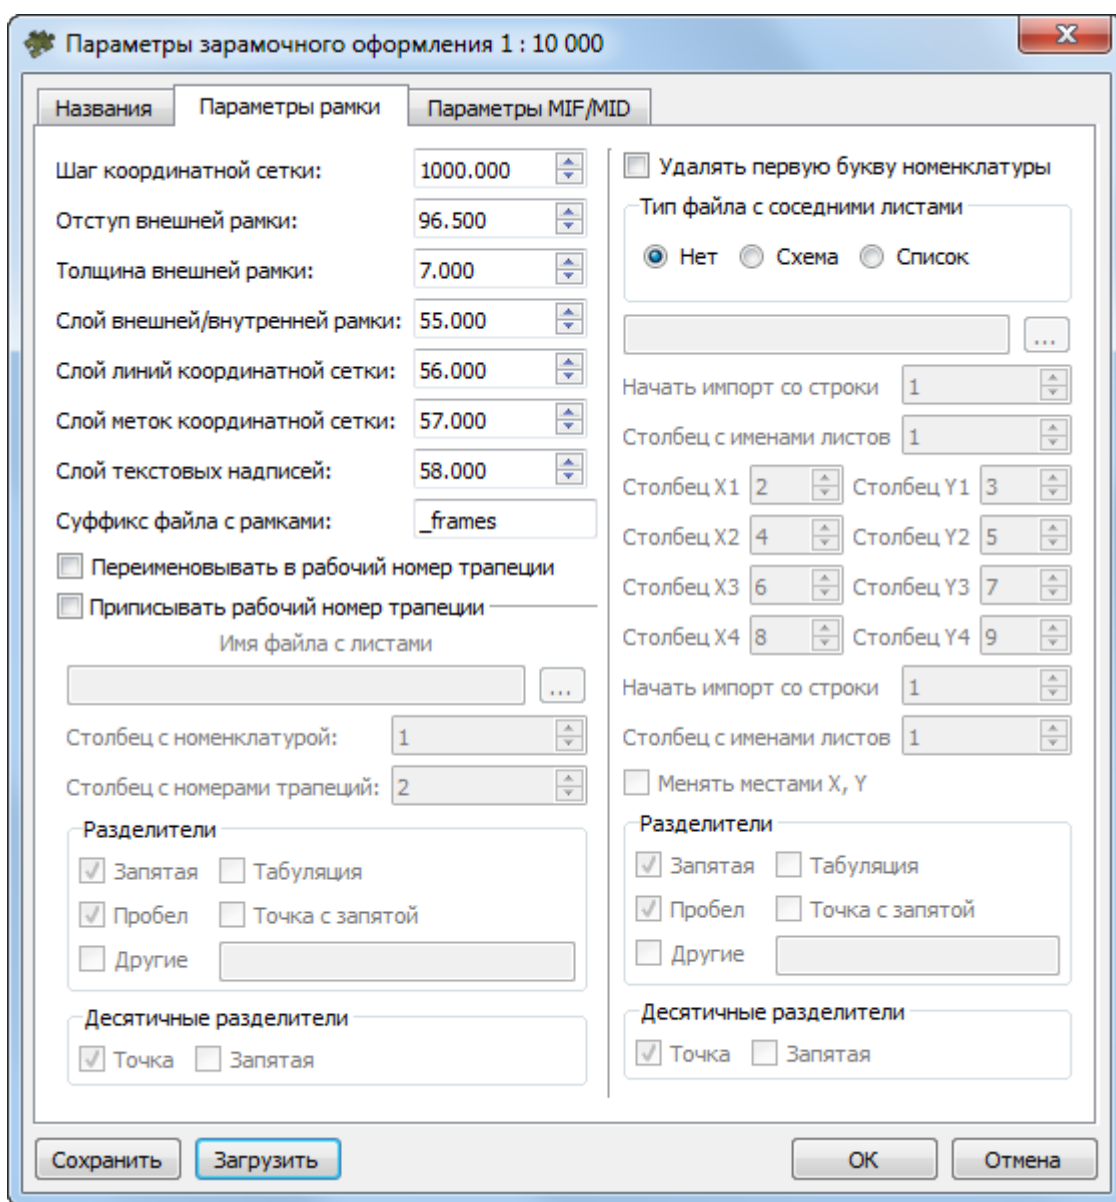 Параметры зарамочного оформления 1 : 10 000
Названия
Параметры рамки
Параметры MIF/MID
Шаг координатной сетки: 1000.000
Отступ внешней рамки: 96.500
Толщина внешней рамки: 7.000
Слой внешней/внутренней рамки: 55.000
Слой линий координатной сетки: 56.000
Слой меток координатной сетки: 57.000
Слой текстовых надписей: 58.000
Суффикс файла с рамками: _frames
Переименовывать в рабочий номер трапеции
Приписывать рабочий номер трапеции
Имя файла с листами
...
Столбец с номенклатурой: 1
Столбец с номерами трапеций: 2
Разделители
Запятая Табуляция
Пробел Точка с запятой
Другие
Десятичные разделители
Точка Запятая
Удалять первую букву номенклатуры
Тип файла с соседними листами
Нет Схема Список
...
Начать импорт со строки 1
Столбец с именами листов 1
Столбец X1 2 Столбец Y1 3
Столбец X2 4 Столбец Y2 5
Столбец X3 6 Столбец Y3 7
Столбец X4 8 Столбец Y4 9
Начать импорт со строки 1
Столбец с именами листов 1
Менять местами X, Y
Разделители
Запятая Табуляция
Пробел Точка с запятой
Другие
Десятичные разделители
Точка Запятая
Сохранить
Загрузить
OK
Отмена